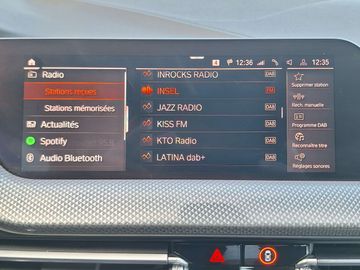 4 12:36 12:35
Radio
Stations reçues
Stations mémorisées
Actualités
Spotify
Audio Bluetooth
INROCKS RADIO DAB
INSEL FM
JAZZ RADIO DAB
KISS FM DAB
KTO Radio DAB
LATINA dab+ DAB
Supprimer station
Rech. manuelle
Programme DAB
Reconnaître titre
Réglages sonores